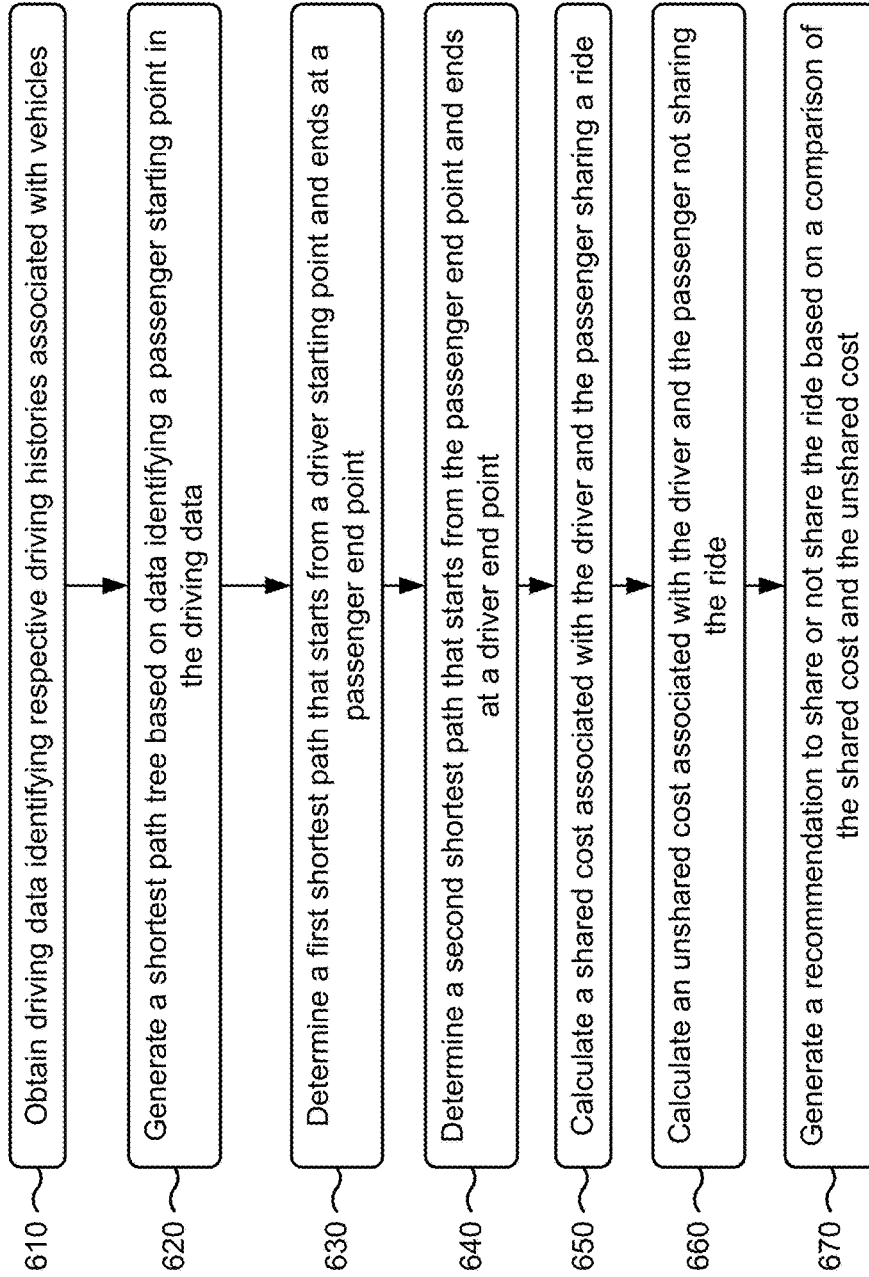 610
Obtain driving data identifying respective driving histories associated with vehicles
620
Generate a shortest path tree based on data identifying a passenger starting point in
the driving data
630
Determine a first shortest path that starts from a driver starting point and ends at a
passenger end point
640
Determine a second shortest path that starts from the passenger end point and ends
at a driver end point
650
Calculate a shared cost associated with the driver and the passenger sharing a ride
660
Calculate an unshared cost associated with the driver and the passenger not sharing
the ride
670
Generate a recommendation to share or not share the ride based on a comparison of
the shared cost and the unshared cost